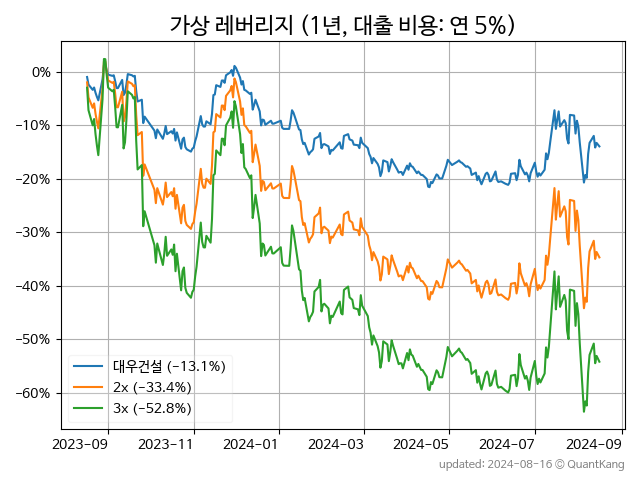 가상 레버리지 (1년, 대출 비용: 연 5%)
0%
−10%
−20%
−30%
−40%
−50%
−60%
대우건설 (−13.1%)
2x (−33.4%)
3x (−52.8%)
2023-09 2023-11 2024-01 2024-03 2024-05 2024-07 2024-09
updated: 2024-08-16 © QuantKang